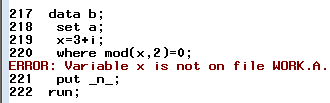 217  data b;
218   set a;
219   x=3+i;
220   where mod(x,2)=0;
ERROR: Variable x is not on file WORK.A.
221   put _n_;
222  run;